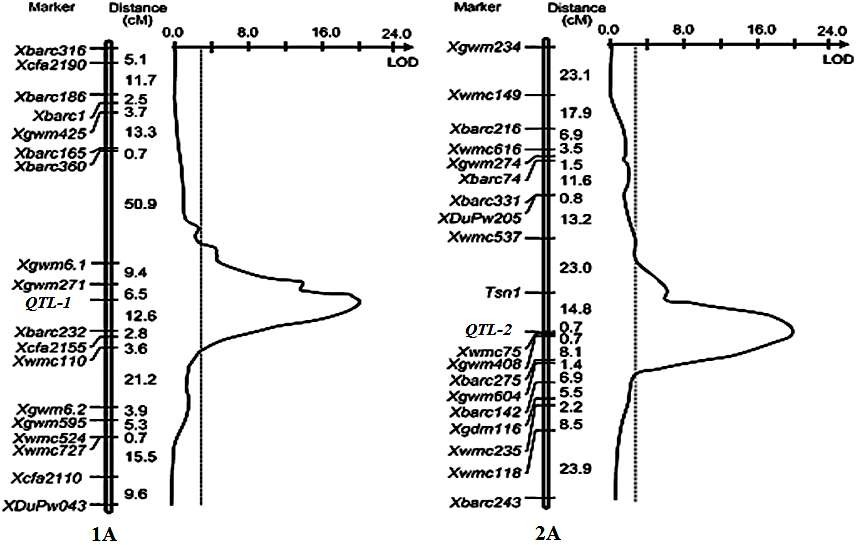 Marker Distance (cM)
0.0 8.0 16.0 24.0
LOD
Xbarc316
5.1
Xcfa2190
11.7
Xbarc186
2.5
Xbarc1
3.7
Xgwm425
13.3
Xbarc165
0.7
Xbarc360
50.9
Xgwm6.1
9.4
Xgwm271
6.5
QTL-1
12.6
Xbarc232
2.8
Xcfa2155
3.6
Xwmc110
21.2
Xgwm6.2
3.9
Xgwm595
5.3
Xwmc524
0.7
Xwmc727
15.5
Xcfa2110
9.6
XDuPw043
1A
Marker Distance (cM)
0.0 8.0 16.0 24.0
LOD
Xgwm234
23.1
Xwmc149
17.9
Xbarc216
6.9
Xwmc616
3.5
Xgwm274
1.5
Xbarc74
11.6
Xbarc331
0.8
XDuPw205
13.2
Xwmc537
23.0
Tsn1
14.8
QTL-2
0.7
0.7
Xwmc75
8.1
Xgwm408
1.4
Xbarc275
6.9
Xgwm604
5.5
Xbarc142
2.2
Xgdm116
8.5
Xwmc235
Xwmc118
23.9
Xbarc243
2A